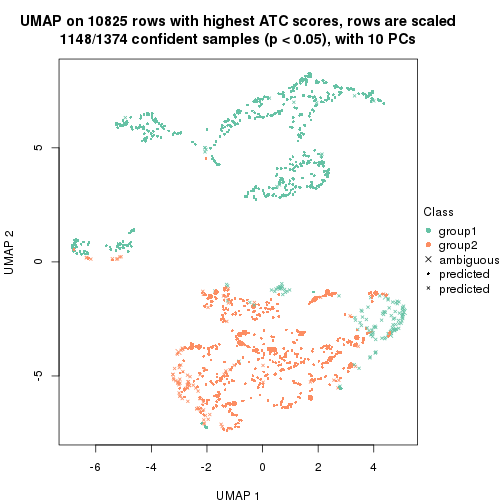 UMAP on 10825 rows with highest ATC scores, rows are scaled
1148/1374 confident samples (p < 0.05), with 10 PCs
5
0
-5
UMAP 2
-6
-4
-2
0
2
4
UMAP 1
Class
group1
group2
ambiguous
predicted
predicted